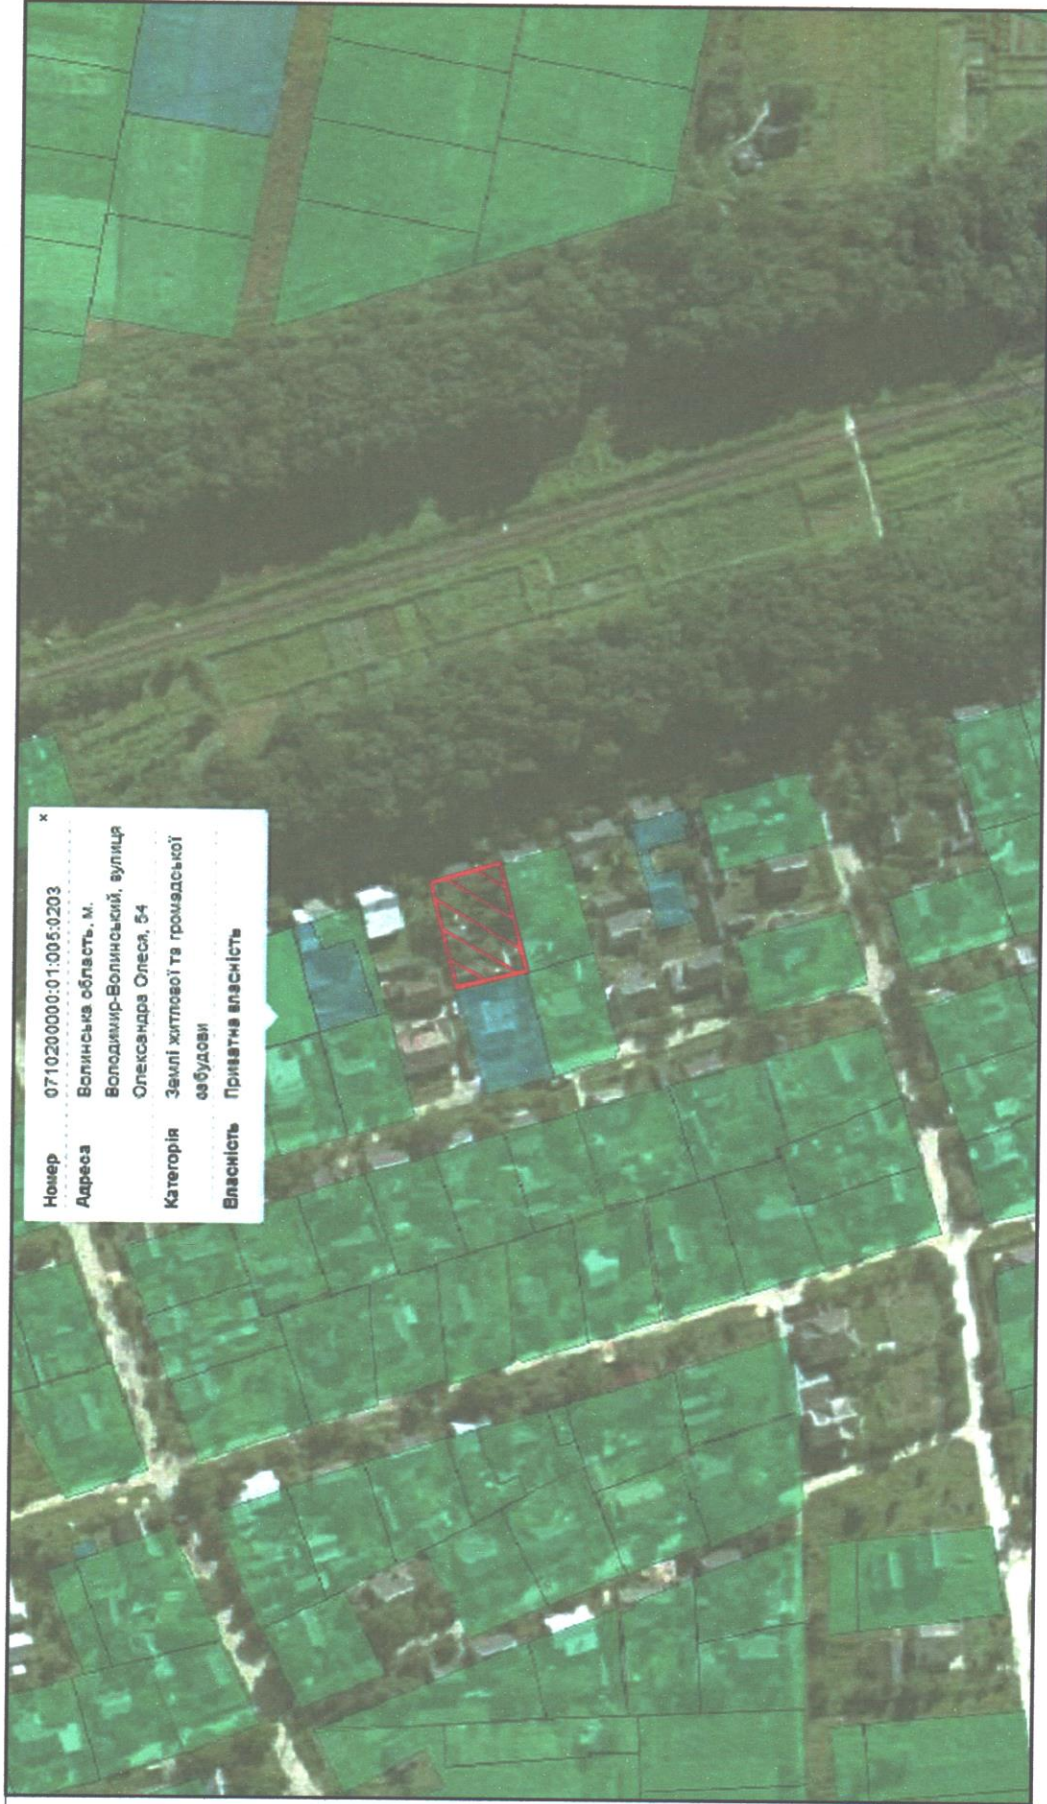 Номер 0710200000:01:005:0203 ×
Адреса Волинська область, м.
Володимир-Волинський, вулиця
Олександра Олеся, 54
Категорія Землі житлової та громадської
забудови
Власність Приватна власність